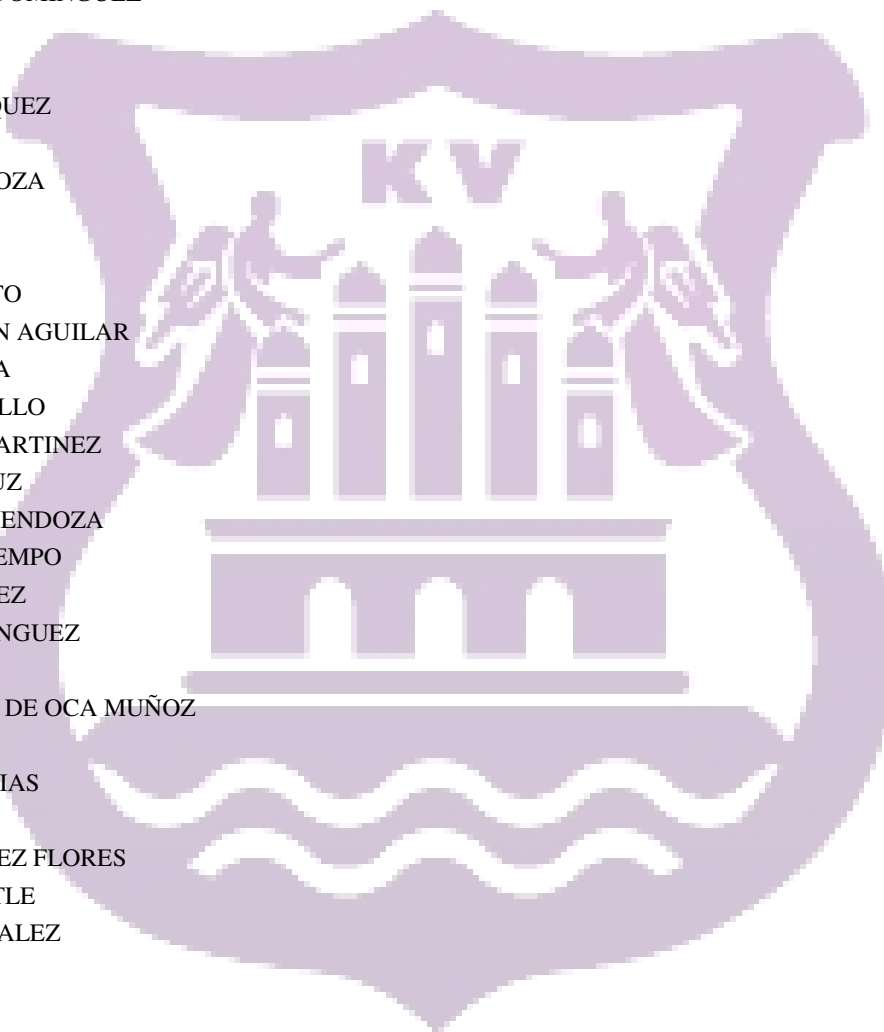 DOMINGUEZ
QUEZ
KV
OZA
TO
N AGUILAR
A
LLO
ARTINEZ
UZ
ENDOZA
EMPO
EZ
NGUEZ
DE OCA MUÑOZ
IAS
EZ FLORES
TLE
ALEZ